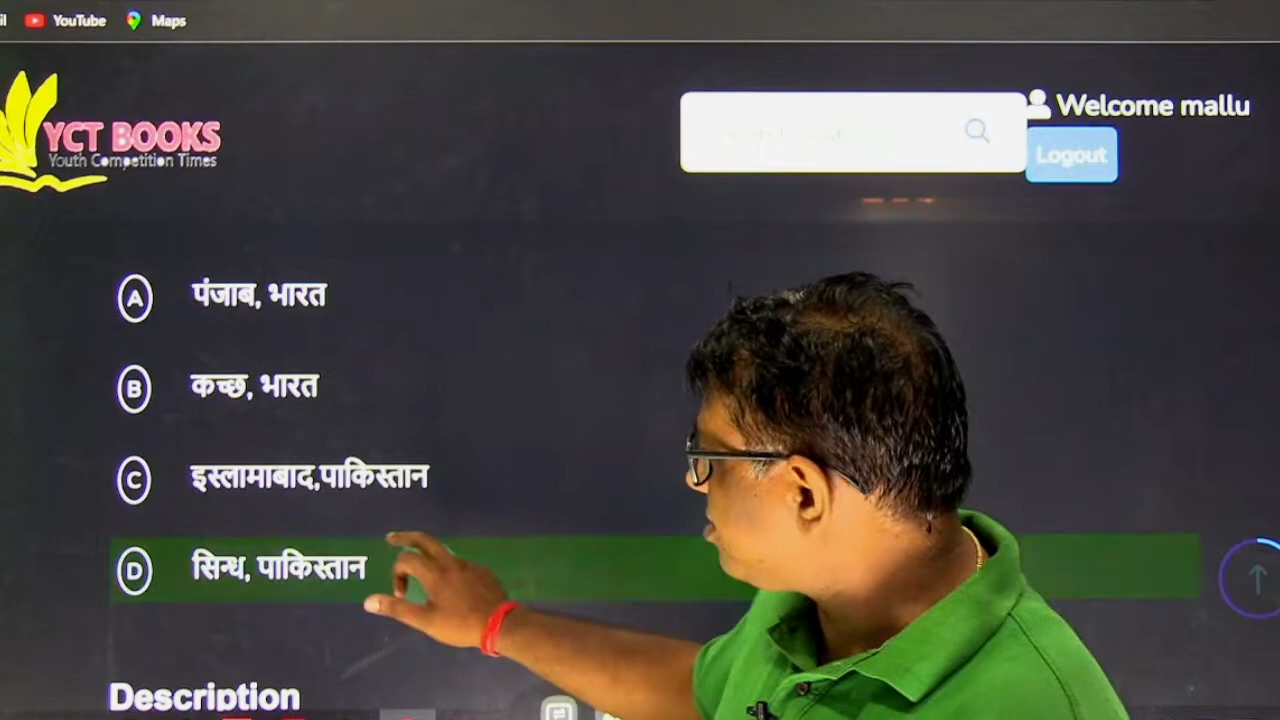 YouTube
Maps
YCT BOOKS
Youth Competition Times
Welcome mallu
Logout
A पंजाब, भारत
B कच्छ, भारत
C इस्लामाबाद,पाकिस्तान
D सिन्ध, पाकिस्तान
Description